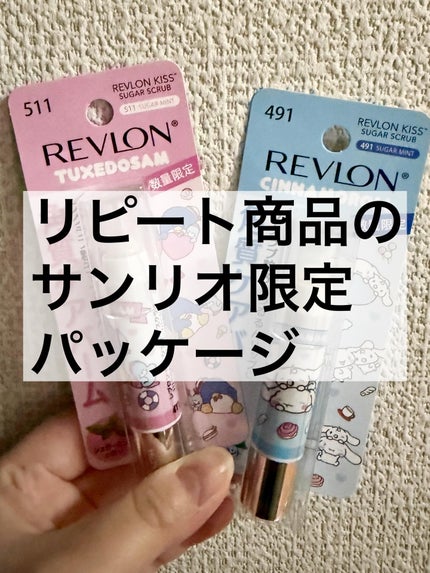 511
REVLON KISS™
SUGAR SCRUB
511 SUGAR MINT
REVLON®
TUXEDOSAM
数量限定
491
REVLON KISS™
SUGAR SCRUB
491 SUGAR MINT
REVLON®
リピート商品の
サンリオ限定
パッケージ